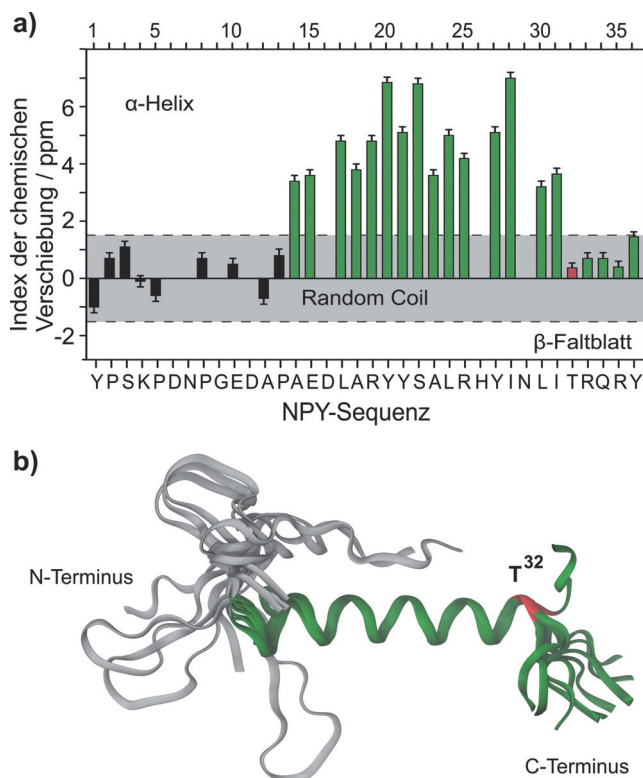 a)
1 5 10 15 20 25 30 35
α-Helix
6
4
2
0
-2
Index der chemischen
Verschiebung / ppm
Random Coil
β-Faltblatt
YPSKPDNPGEDAPAEDLARYYSALRHYINLITRQRY
NPY-Sequenz
b)
N-Terminus
T32
C-Terminus